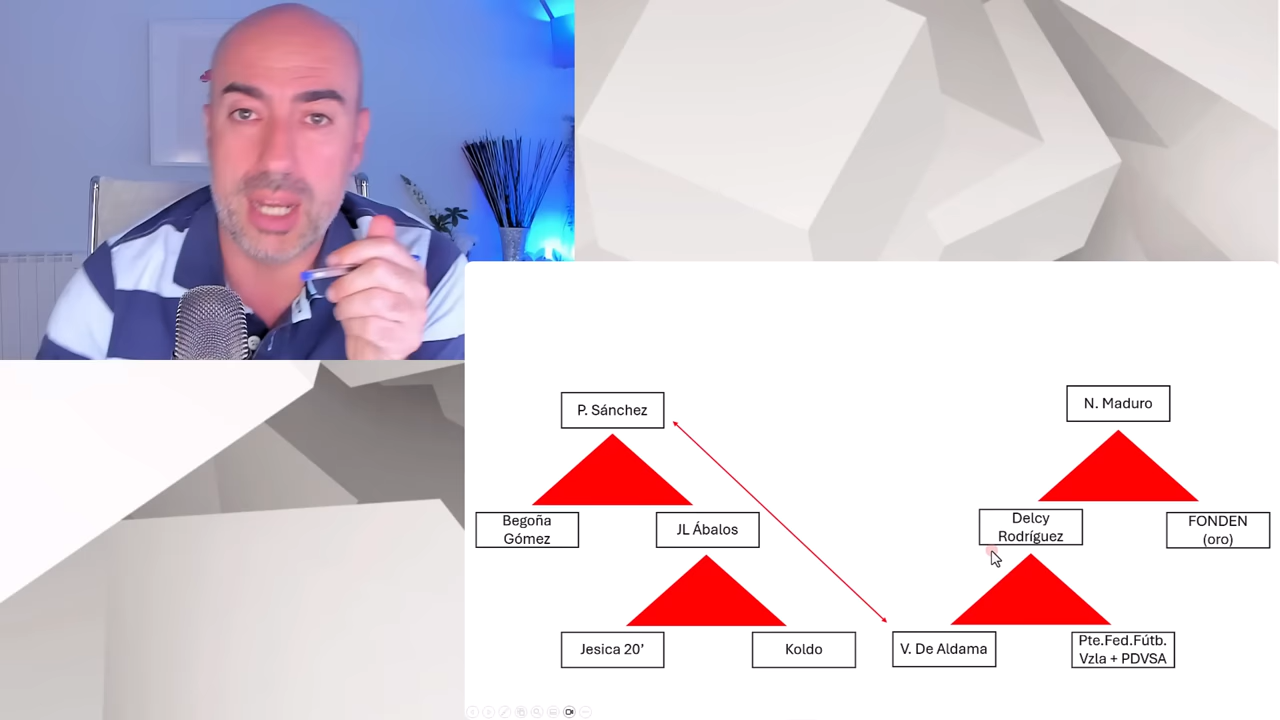 P. Sánchez
N. Maduro
Begoña
Gómez
JL Ábalos
Delcy
Rodríguez
FONDEN
(oro)
Jesica 20’
Koldo
V. De Aldama
Pte.Fed.Fútb.
Vzla + PDVSA